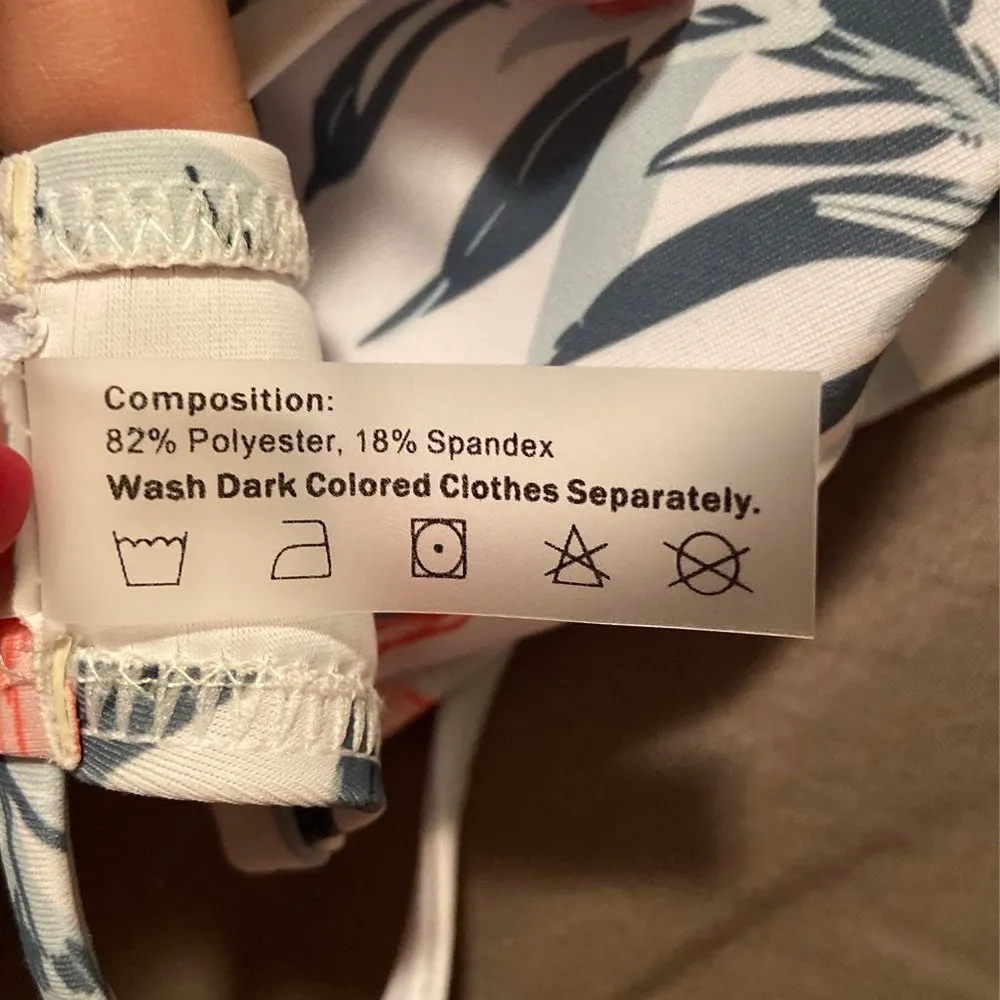 Composition:
82% Polyester, 18% Spandex
Wash Dark Colored Clothes Separately.